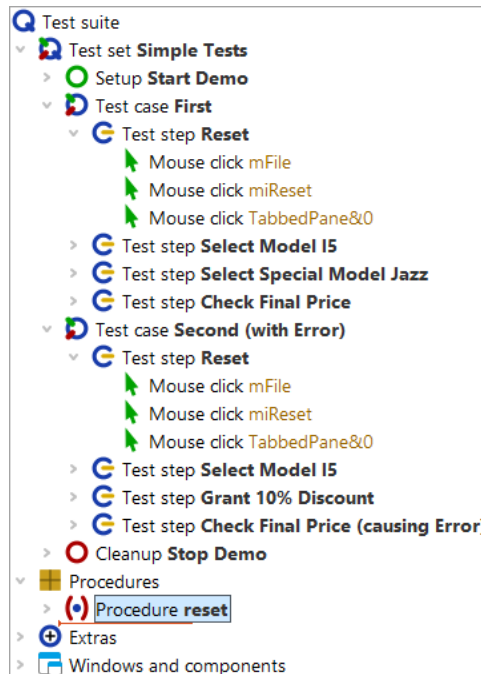 Test suite
Test set Simple Tests
Setup Start Demo
Test case First
Test step Reset
Mouse click mFile
Mouse click miReset
Mouse click TabbedPane&0
Test step Select Model I5
Test step Select Special Model Jazz
Test step Check Final Price
Test case Second (with Error)
Test step Reset
Mouse click mFile
Mouse click miReset
Mouse click TabbedPane&0
Test step Select Model I5
Test step Grant 10% Discount
Test step Check Final Price (causing Error)
Cleanup Stop Demo
Procedures
Procedure reset
Extras
Windows and components